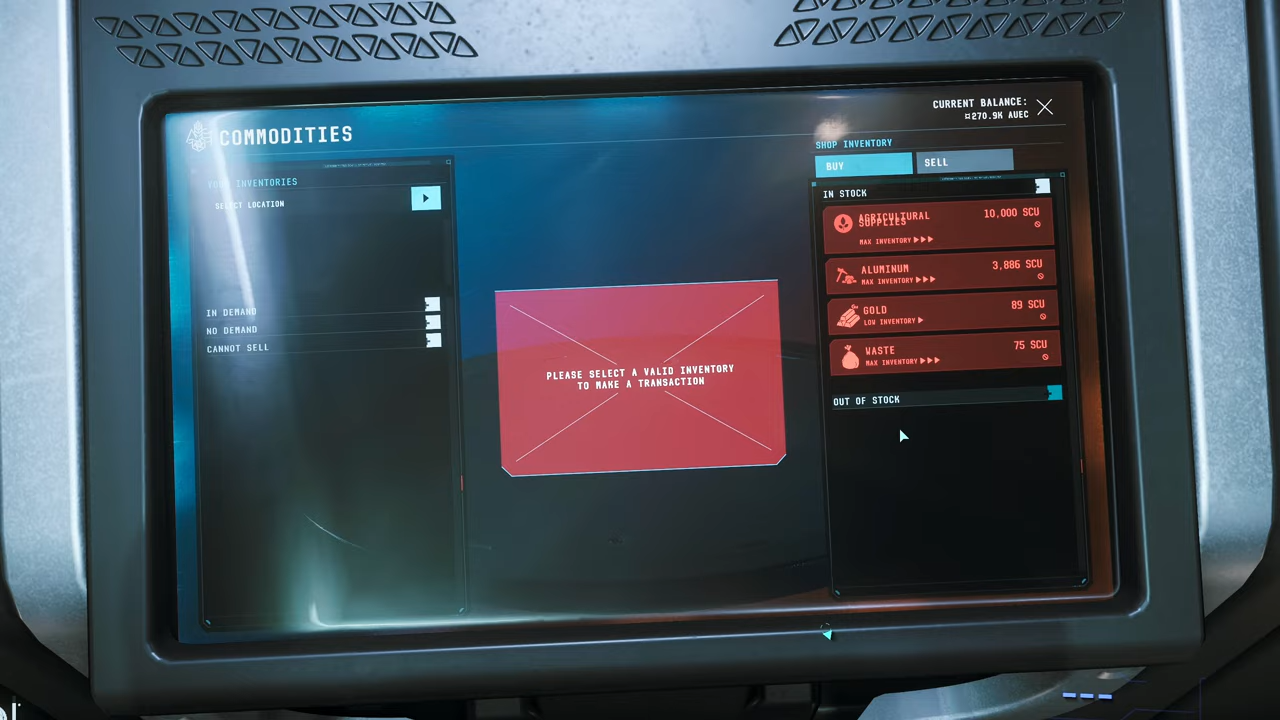 COMMODITIES
CURRENT BALANCE:
¤270.9K AUEC
YOUR INVENTORIES
SELECT LOCATION
IN DEMAND
NO DEMAND
CANNOT SELL
PLEASE SELECT A VALID INVENTORY
TO MAKE A TRANSACTION
SHOP INVENTORY
BUY
SELL
IN STOCK
AGRICULTURAL
SUPPLIES
10,000 SCU
MAX INVENTORY
ALUMINUM
3,886 SCU
MAX INVENTORY
GOLD
89 SCU
LOW INVENTORY
WASTE
75 SCU
MAX INVENTORY
OUT OF STOCK